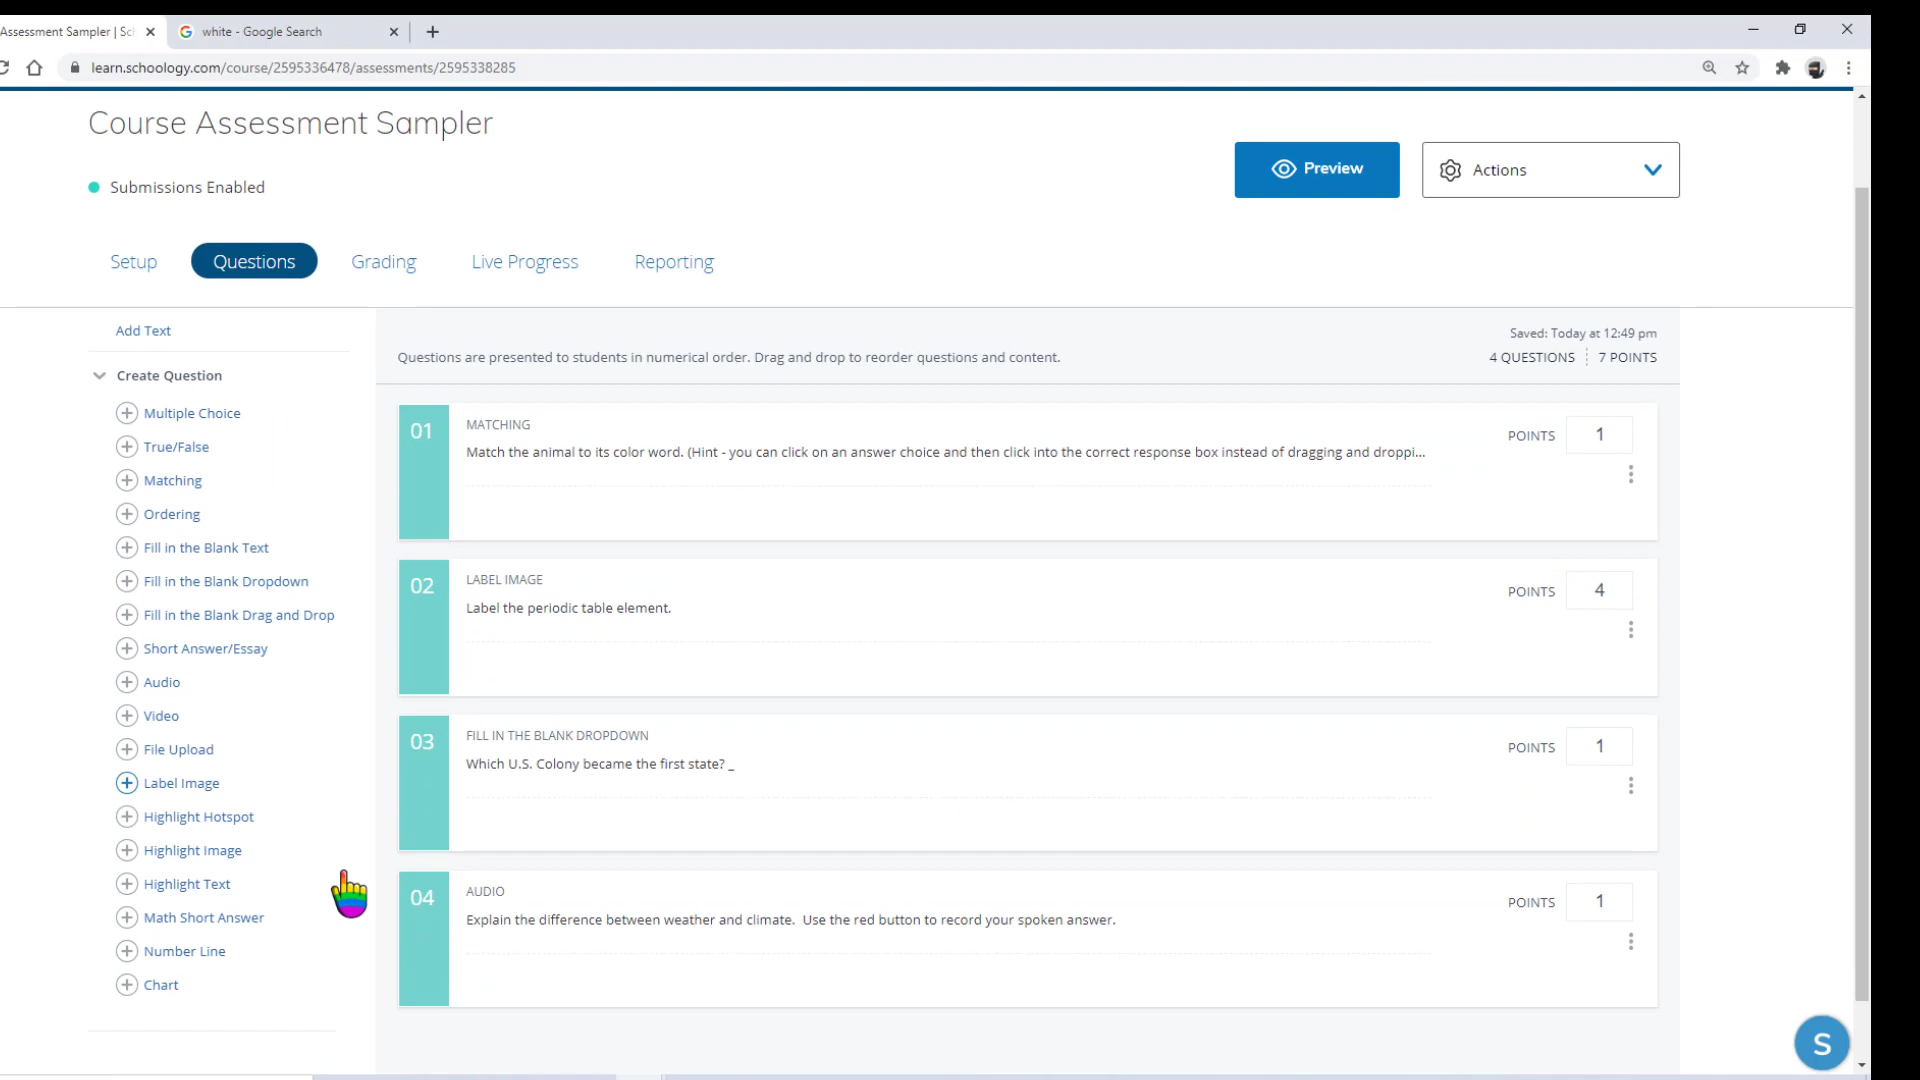 Assessment Sampler | Sc
white - Google Search
learn.schoology.com/course/2595336478/assessments/2595338285
Course Assessment Sampler
Submissions Enabled
Preview
Actions
Setup
Questions
Grading
Live Progress
Reporting
Add Text
Create Question
Multiple Choice
True/False
Matching
Ordering
Fill in the Blank Text
Fill in the Blank Dropdown
Fill in the Blank Drag and Drop
Short Answer/Essay
Audio
Video
File Upload
Label Image
Highlight Hotspot
Highlight Image
Highlight Text
Math Short Answer
Number Line
Chart
Saved: Today at 12:49 pm
Questions are presented to students in numerical order. Drag and drop to reorder questions and content.
4 QUESTIONS
7 POINTS
01
MATCHING
Match the animal to its color word. (Hint - you can click on an answer choice and then click into the correct response box instead of dragging and droppi...
POINTS 1
02
LABEL IMAGE
Label the periodic table element.
POINTS 4
03
FILL IN THE BLANK DROPDOWN
Which U.S. Colony became the first state? _
POINTS 1
04
AUDIO
Explain the difference between weather and climate.  Use the red button to record your spoken answer.
POINTS 1
S